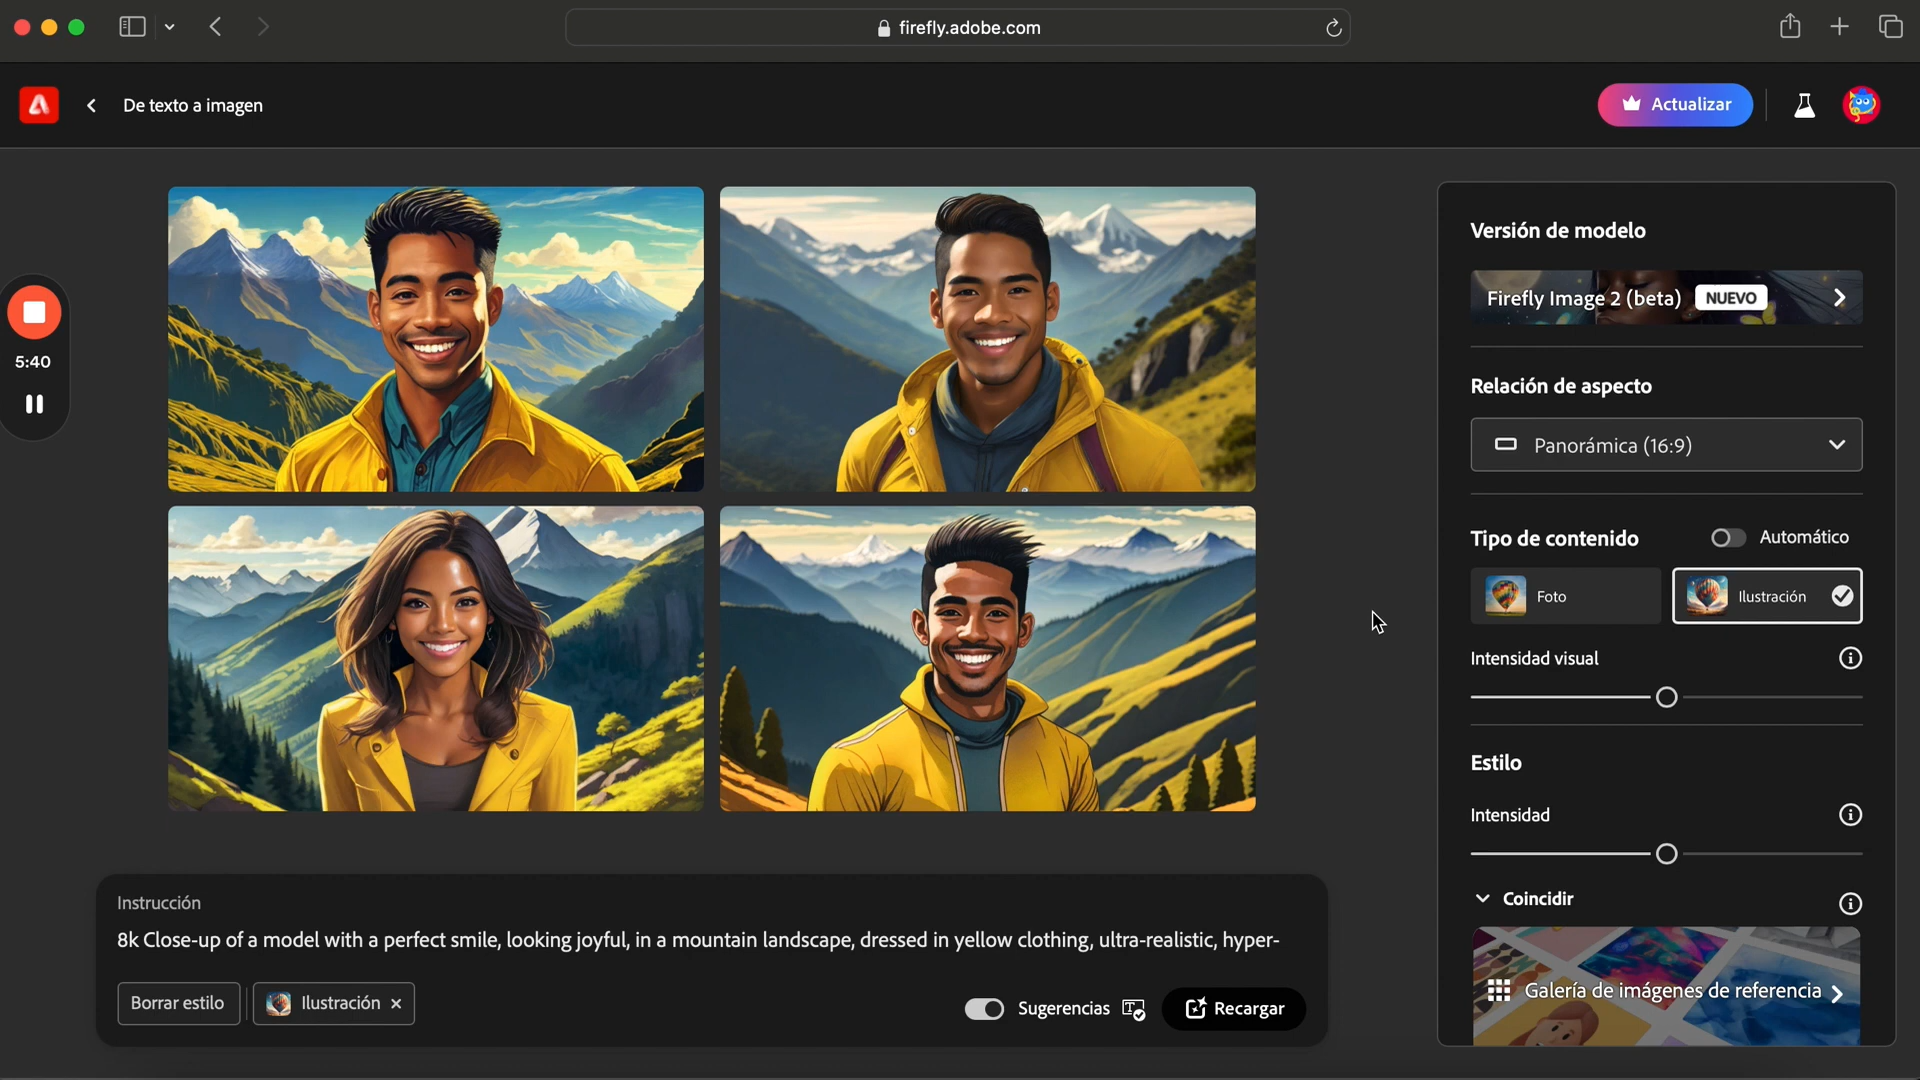 firefly.adobe.com
De texto a imagen
Actualizar
5:40
Versión de modelo
Firefly Image 2 (beta) NUEVO
Relación de aspecto
Panorámica (16:9)
Tipo de contenido Automático
Foto Ilustración
Intensidad visual
Estilo
Intensidad
Coincidir
Galería de imágenes de referencia
Instrucción
8k Close-up of a model with a perfect smile, looking joyful, in a mountain landscape, dressed in yellow clothing, ultra-realistic, hyper-
Borrar estilo Ilustración Sugerencias Recargar